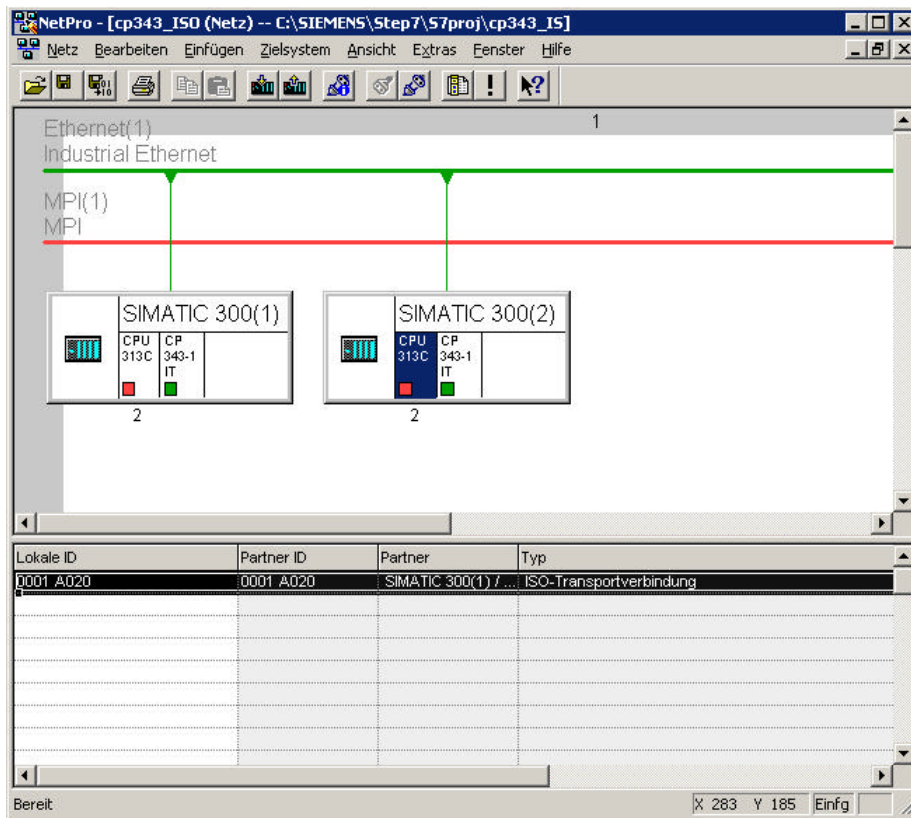 NetPro - [cp343_ISO (Netz) -- C:\SIEMENS\Step7\S7proj\cp343_IS]
Netz Bearbeiten Einfügen Zielsystem Ansicht Extras Fenster Hilfe
1
Ethernet(1)
Industrial Ethernet
MPI(1)
MPI
SIMATIC 300(1)
CPU 313C
CP 343-1 IT
2
SIMATIC 300(2)
CPU 313C
CP 343-1 IT
2
Lokale ID Partner ID Partner Typ
0001 A020 0001 A020 SIMATIC 300(1) / ... ISO-Transportverbindung
Bereit X 283 Y 185 Einfg